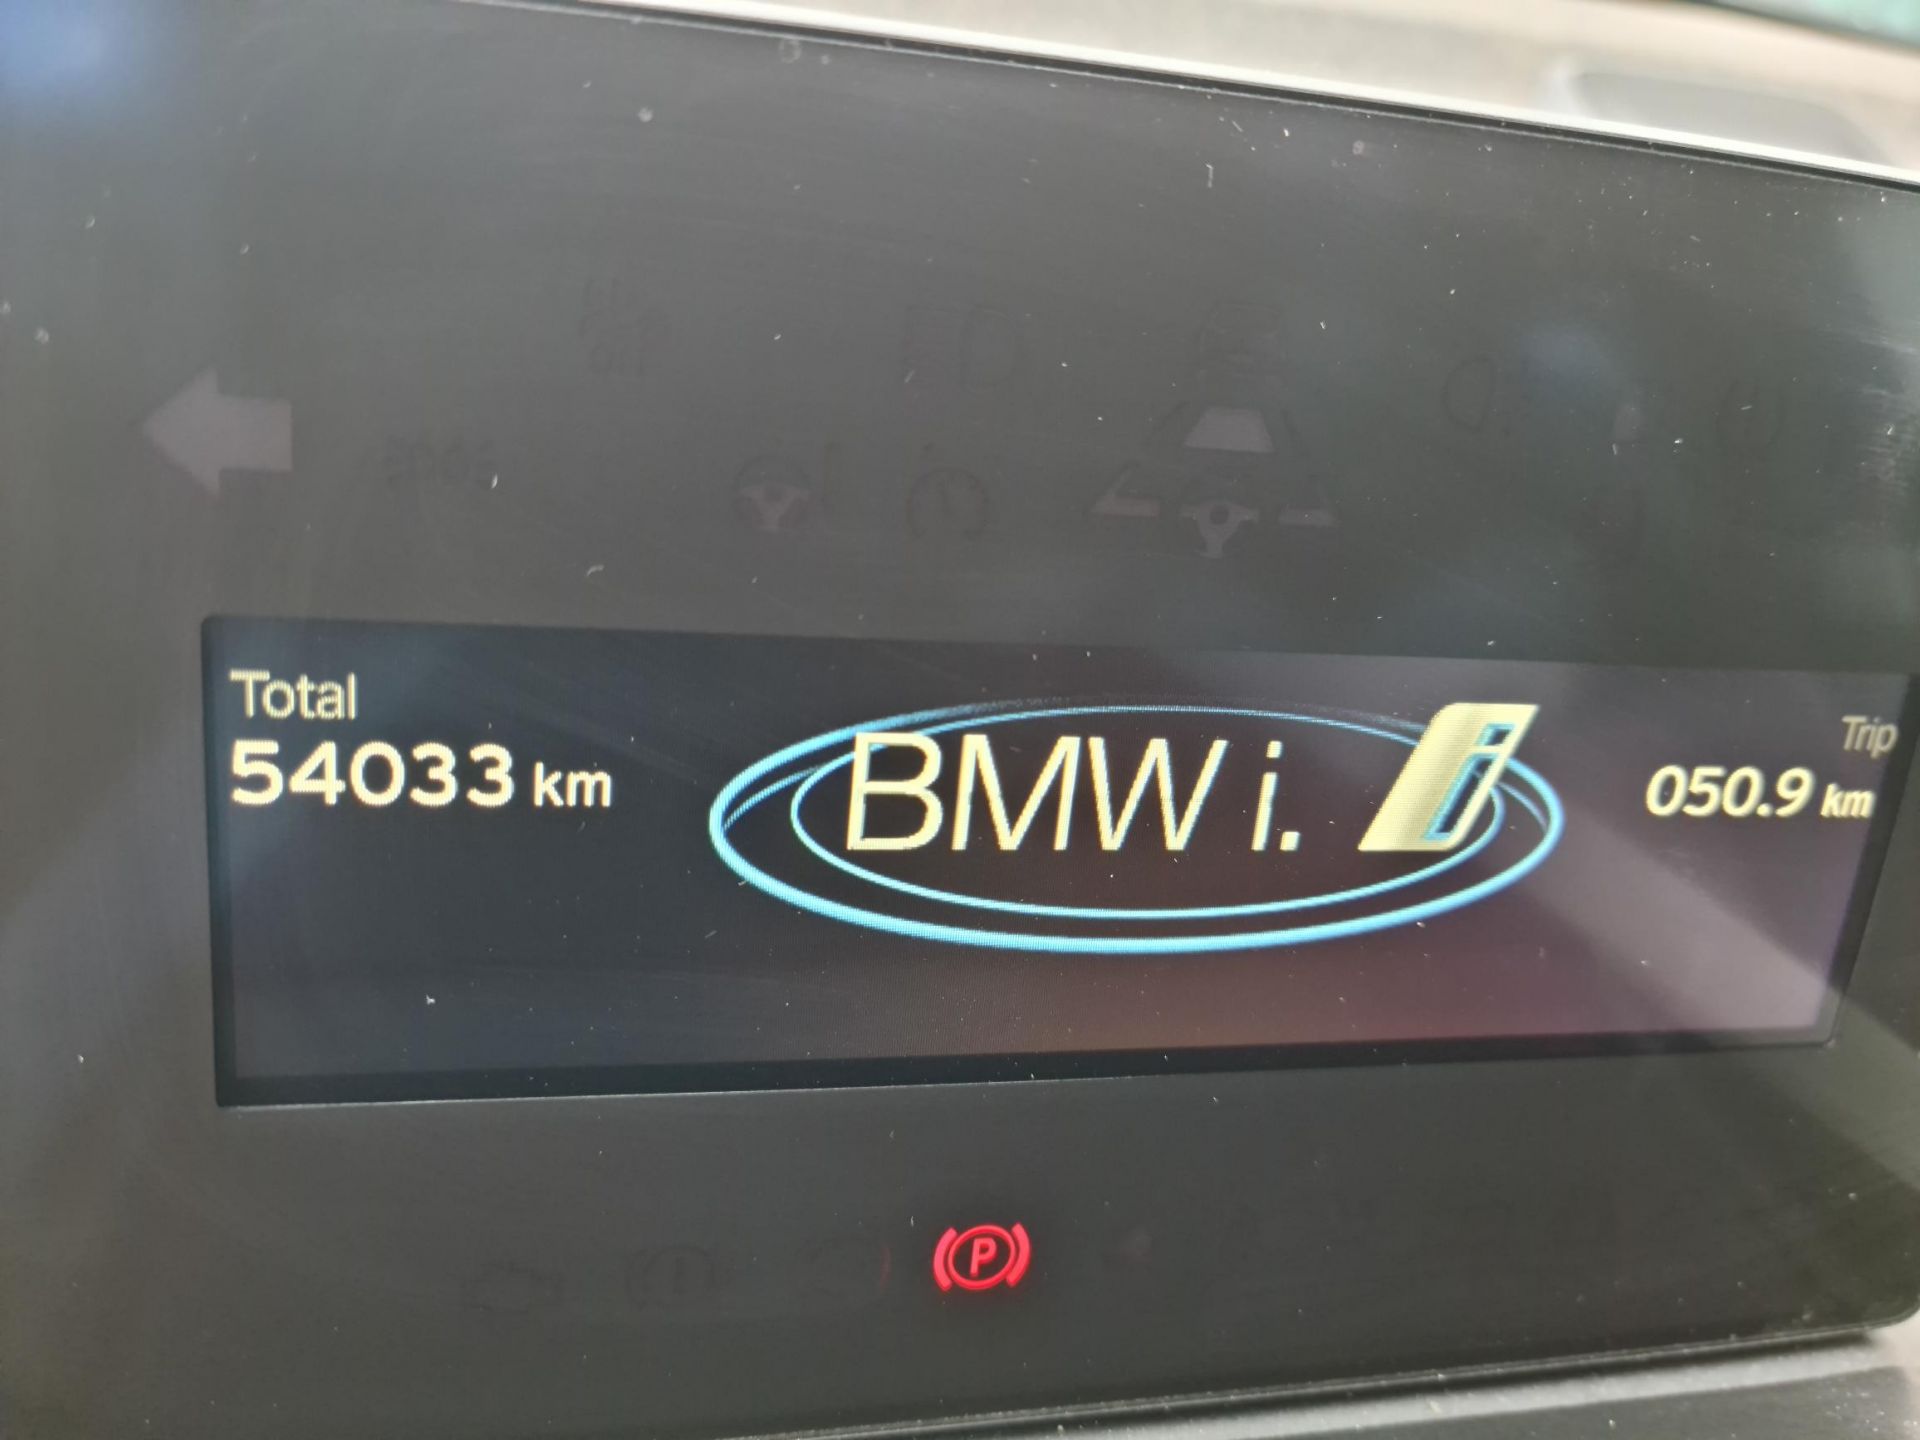 Total
54033 km
BMW i. i
Trip
050.9 km
P